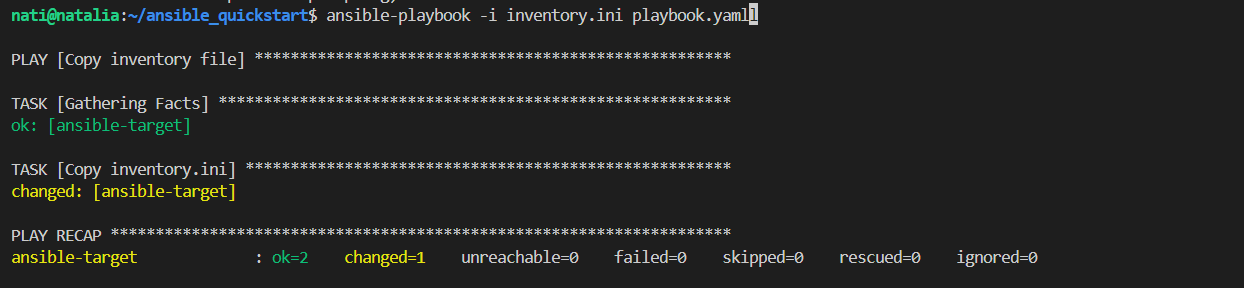 nati@natalia:~/ansible_quickstart$ ansible-playbook -i inventory.ini playbook.yamll
PLAY [Copy inventory file] *****************************************************
TASK [Gathering Facts] *********************************************************
ok: [ansible-target]
TASK [Copy inventory.ini] ******************************************************
changed: [ansible-target]
PLAY RECAP *********************************************************************
ansible-target             : ok=2    changed=1    unreachable=0    failed=0    skipped=0    rescued=0    ignored=0